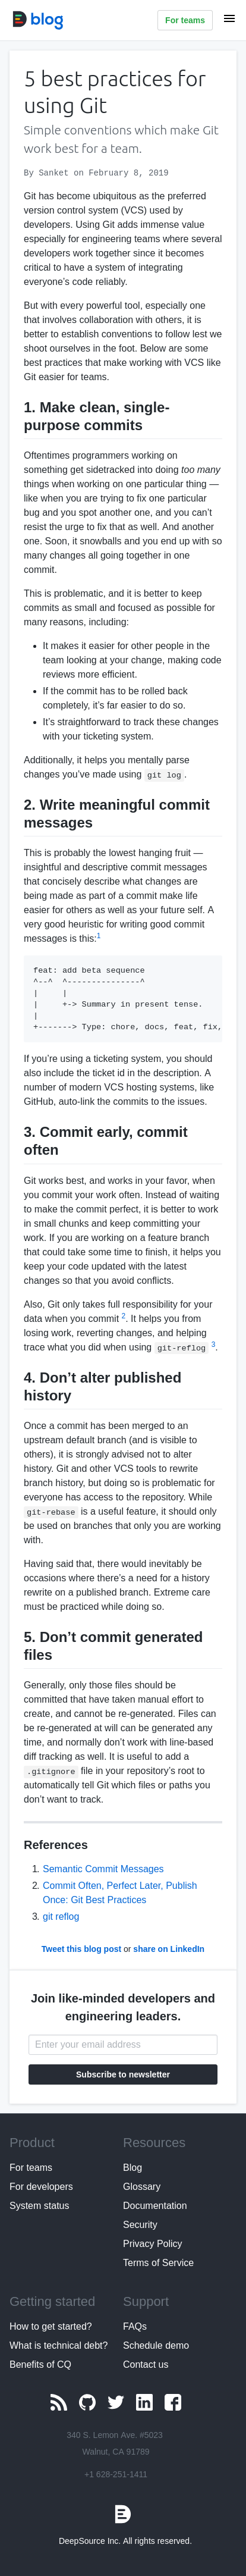 blog
For teams
5 best practices for
using Git
Simple conventions which make Git
work best for a team.
By Sanket on February 8, 2019
Git has become ubiquitous as the preferred
version control system (VCS) used by
developers. Using Git adds immense value
especially for engineering teams where several
developers work together since it becomes
critical to have a system of integrating
everyone’s code reliably.
But with every powerful tool, especially one
that involves collaboration with others, it is
better to establish conventions to follow lest we
shoot ourselves in the foot. Below are some
best practices that make working with VCS like
Git easier for teams.
1. Make clean, single-
purpose commits
Oftentimes programmers working on
something get sidetracked into doing too many
things when working on one particular thing —
like when you are trying to fix one particular
bug and you spot another one, and you can’t
resist the urge to fix that as well. And another
one. Soon, it snowballs and you end up with so
many changes all going together in one
commit.
This is problematic, and it is better to keep
commits as small and focused as possible for
many reasons, including:
• It makes it easier for other people in the
team looking at your change, making code
reviews more efficient.
• If the commit has to be rolled back
completely, it’s far easier to do so.
• It’s straightforward to track these changes
with your ticketing system.
Additionally, it helps you mentally parse
changes you’ve made using git log.
2. Write meaningful commit
messages
This is probably the lowest hanging fruit —
insightful and descriptive commit messages
that concisely describe what changes are
being made as part of a commit make life
easier for others as well as your future self. A
very good heuristic for writing good commit
messages is this:1
feat: add beta sequence
^--^  ^---------------^
|     |
|     +-> Summary in present tense.
|
+-------> Type: chore, docs, feat, fix,
If you’re using a ticketing system, you should
also include the ticket id in the description. A
number of modern VCS hosting systems, like
GitHub, auto-link the commits to the issues.
3. Commit early, commit
often
Git works best, and works in your favor, when
you commit your work often. Instead of waiting
to make the commit perfect, it is better to work
in small chunks and keep committing your
work. If you are working on a feature branch
that could take some time to finish, it helps you
keep your code updated with the latest
changes so that you avoid conflicts.
Also, Git only takes full responsibility for your
data when you commit 2. It helps you from
losing work, reverting changes, and helping
trace what you did when using git-reflog 3.
4. Don’t alter published
history
Once a commit has been merged to an
upstream default branch (and is visible to
others), it is strongly advised not to alter
history. Git and other VCS tools to rewrite
branch history, but doing so is problematic for
everyone who has access to the repository. While
git-rebase is a useful feature, it should only
be used on branches that only you are working
with.
Having said that, there would inevitably be
occasions where there’s a need for a history
rewrite on a published branch. Extreme care
must be practiced while doing so.
5. Don’t commit generated
files
Generally, only those files should be
committed that have taken manual effort to
create, and cannot be re-generated. Files can
be re-generated at will can be generated any
time, and normally don’t work with line-based
diff tracking as well. It is useful to add a
.gitignore file in your repository’s root to
automatically tell Git which files or paths you
don’t want to track.
References
1. Semantic Commit Messages
2. Commit Often, Perfect Later, Publish
Once: Git Best Practices
3. git reflog
Tweet this blog post or share on LinkedIn
Join like-minded developers and
engineering leaders.
Enter your email address
Subscribe to newsletter
Product
For teams
For developers
System status
Resources
Blog
Glossary
Documentation
Security
Privacy Policy
Terms of Service
Getting started
How to get started?
What is technical debt?
Benefits of CQ
Support
FAQs
Schedule demo
Contact us
340 S. Lemon Ave. #5023
Walnut, CA 91789
+1 628-251-1411
DeepSource Inc. All rights reserved.